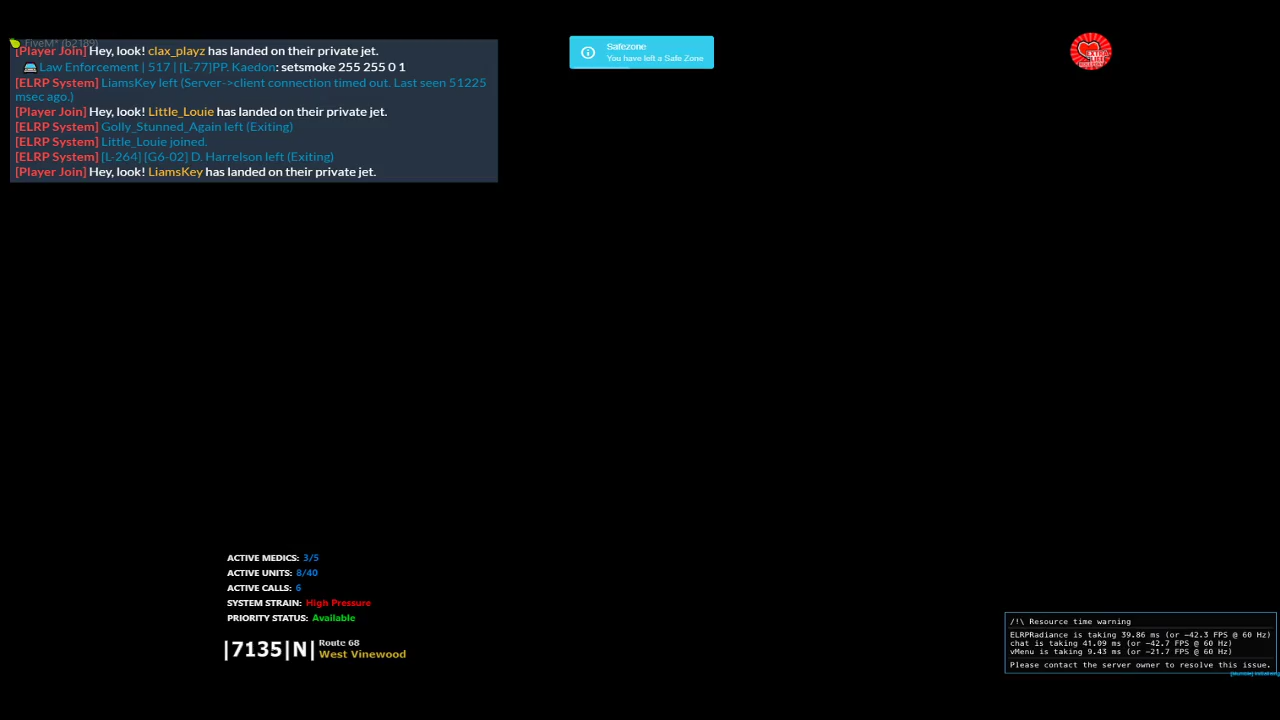 FiveM* (b2189)
[Player Join] Hey, look! clax_playz has landed on their private jet.
Law Enforcement | 517 | [L-77]PP. Kaedon: setsmoke 255 255 0 1
[ELRP System] LiamsKey left (Server->client connection timed out. Last seen 51225
msec ago.)
[Player Join] Hey, look! Little_Louie has landed on their private jet.
[ELRP System] Golly_Stunned_Again left (Exiting)
[ELRP System] Little_Louie joined.
[ELRP System] [L-264] [G6-02] D. Harrelson left (Exiting)
[Player Join] Hey, look! LiamsKey has landed on their private jet.
Safezone
You have left a Safe Zone
EXTRA
ACTIVE MEDICS: 3/5
ACTIVE UNITS: 8/40
ACTIVE CALLS: 6
SYSTEM STRAIN: High Pressure
PRIORITY STATUS: Available
|7135|N|
Route 68
West Vinewood
/!\ Resource time warning
ELRPRadiance is taking 39.86 ms (or −42.3 FPS @ 60 Hz)
chat is taking 41.09 ms (or −42.7 FPS @ 60 Hz)
vMenu is taking 9.43 ms (or −21.7 FPS @ 60 Hz)
Please contact the server owner to resolve this issue.